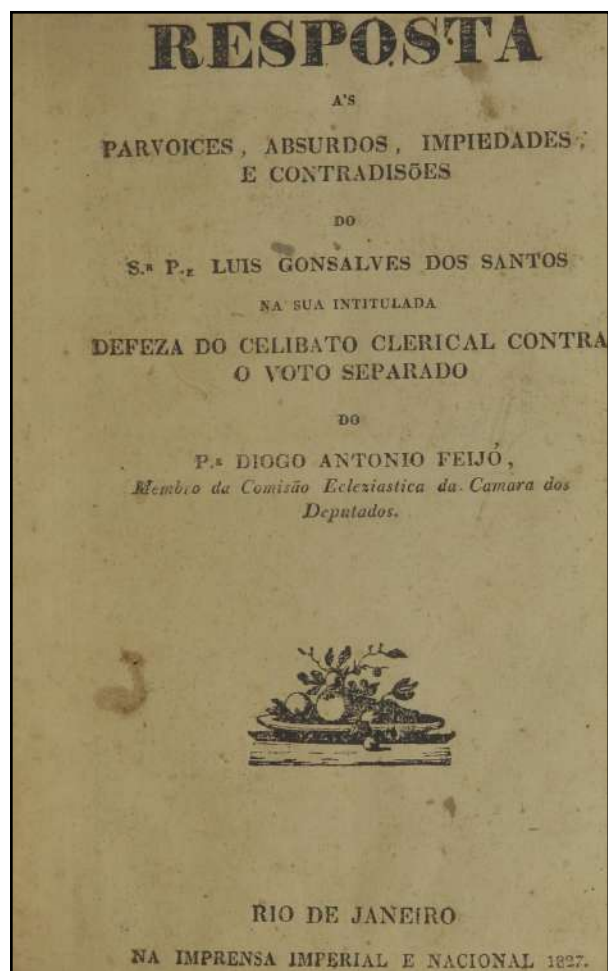 RESPOSTA
A'S
PARVOICES, ABSURDOS, IMPIEDADES,
E CONTRADISÕES
DO
S.R P.E LUIS GONSALVES DOS SANTOS
NA SUA INTITULADA
DEFEZA DO CELIBATO CLERICAL CONTRA
O VOTO SEPARADO
DO
P.E DIOGO ANTONIO FEIJÓ,
Membro da Comisão Ecleziastica da Camara dos
Deputados.
RIO DE JANEIRO
NA IMPRENSA IMPERIAL E NACIONAL 1827.